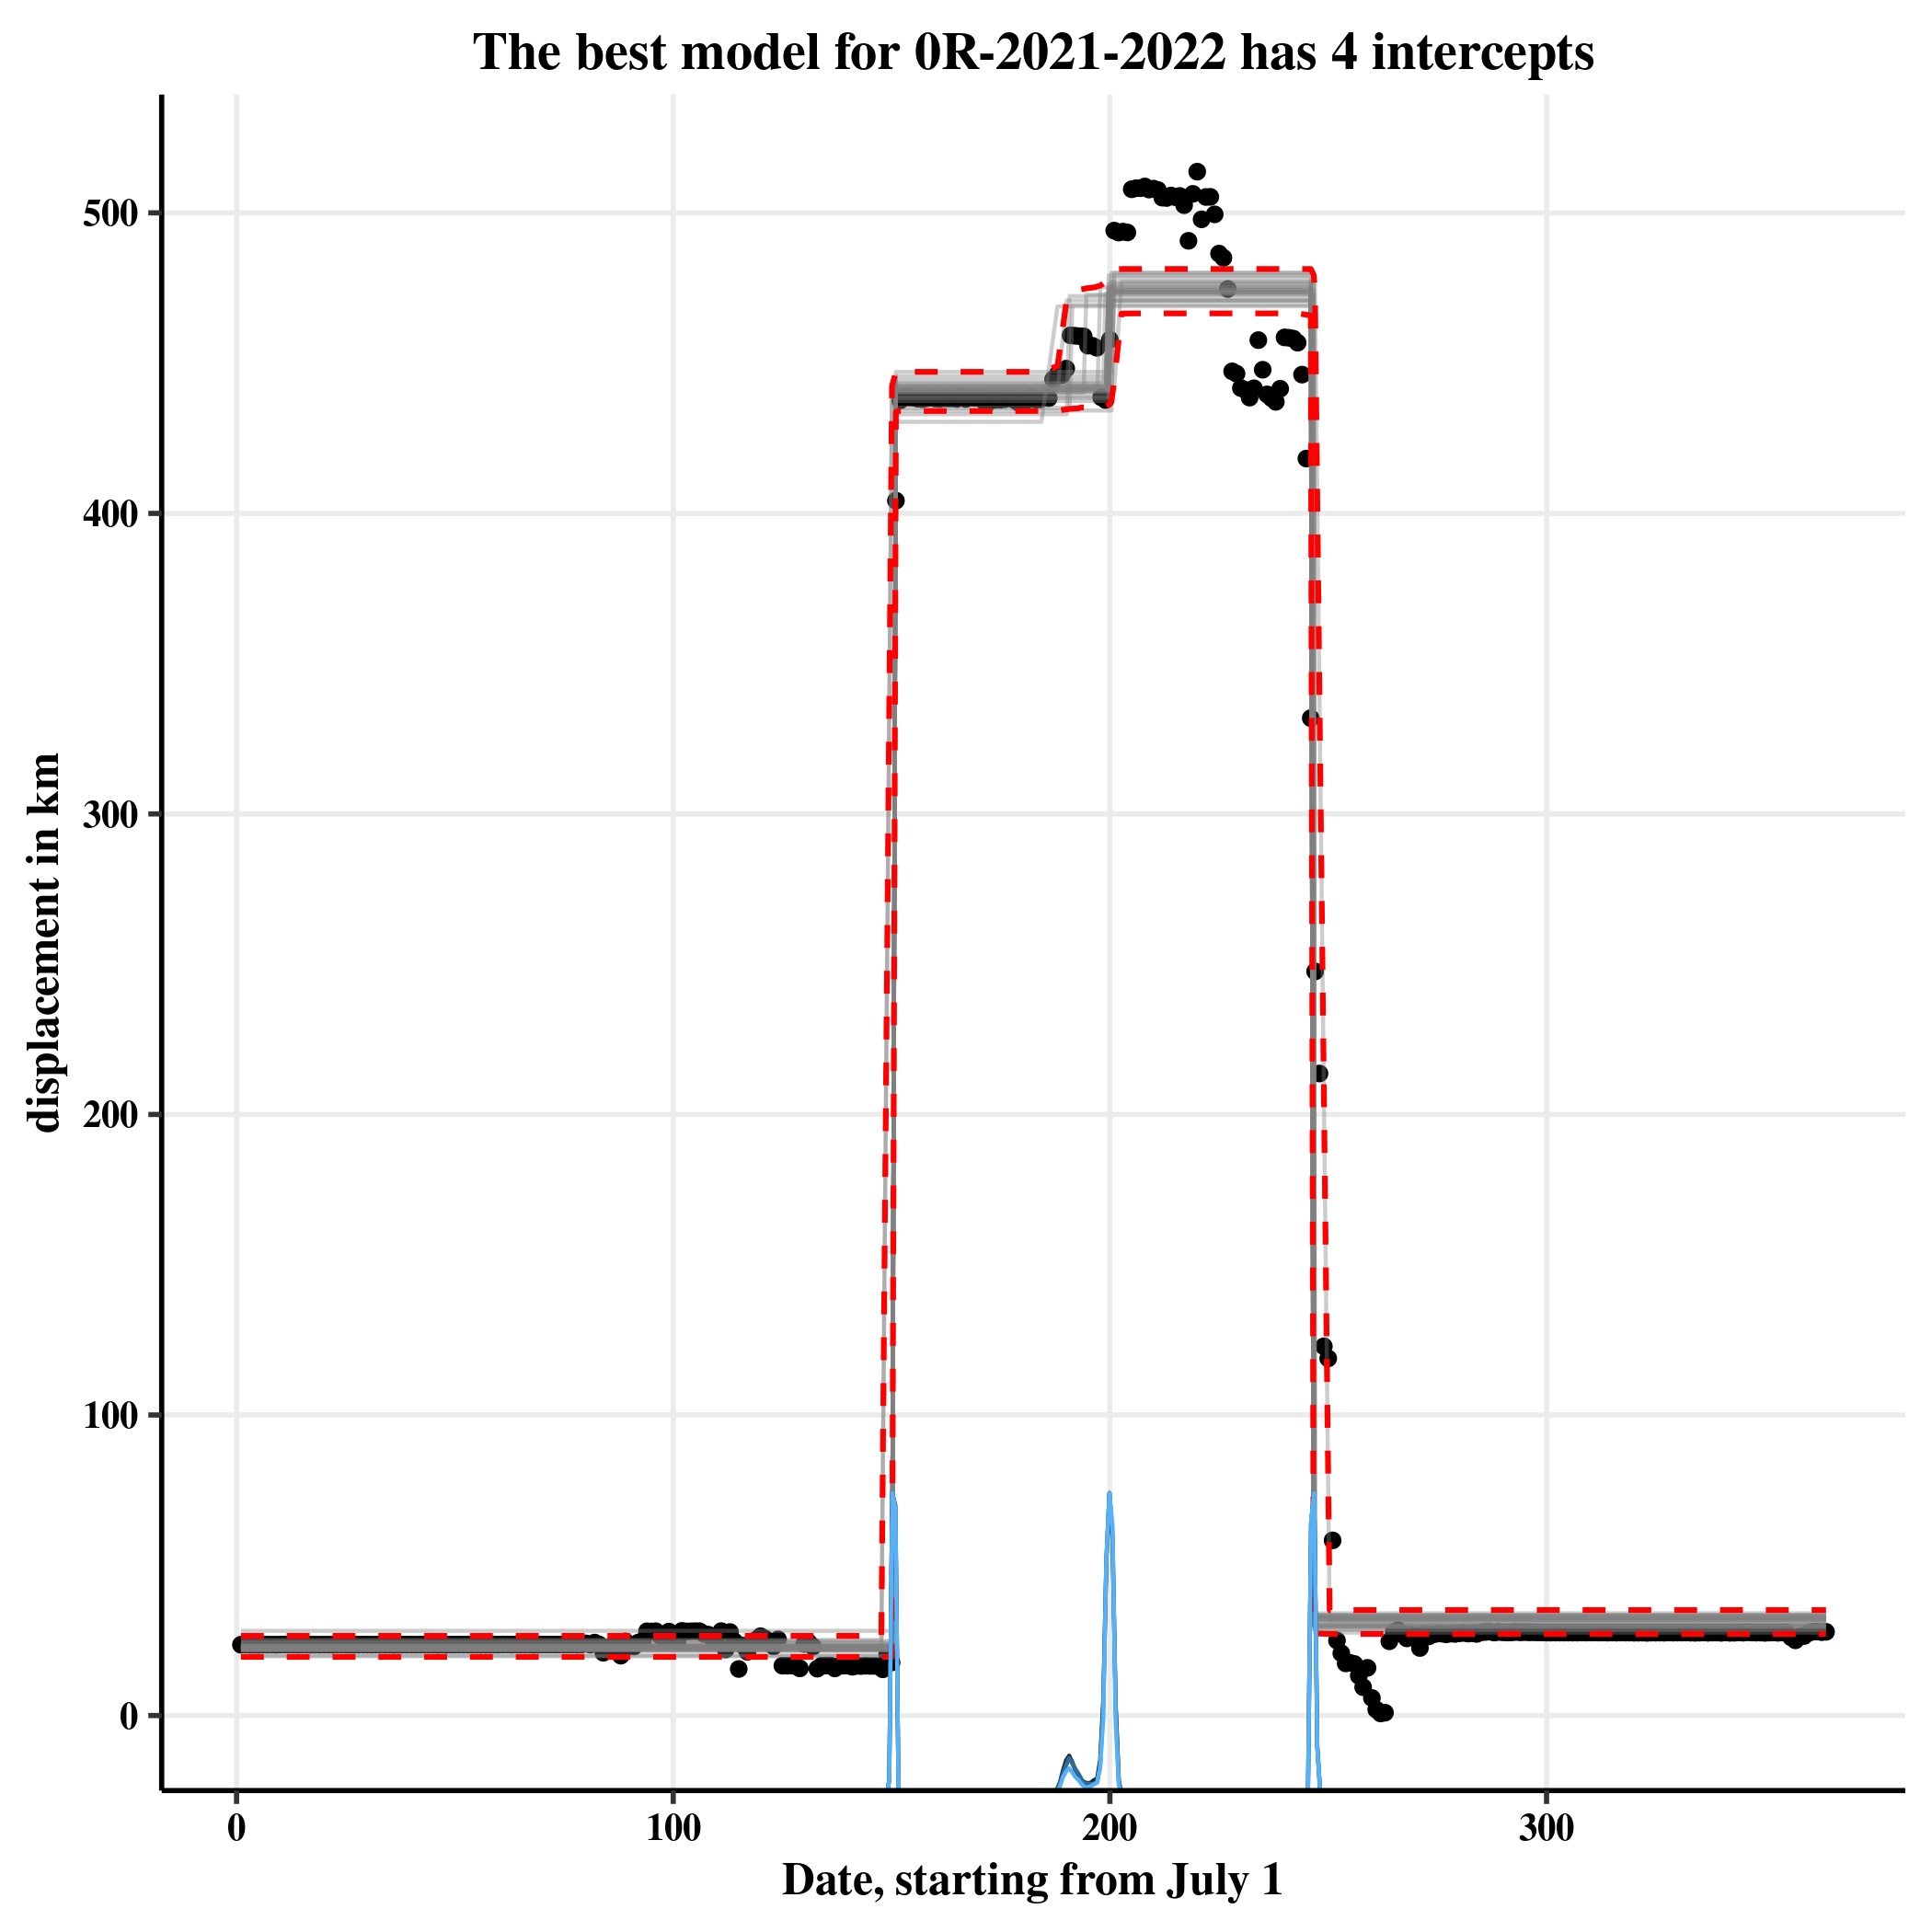 The best model for 0R-2021-2022 has 4 intercepts
500
400
300
200
100
0
displacement in km
0 100 200 300
Date, starting from July 1